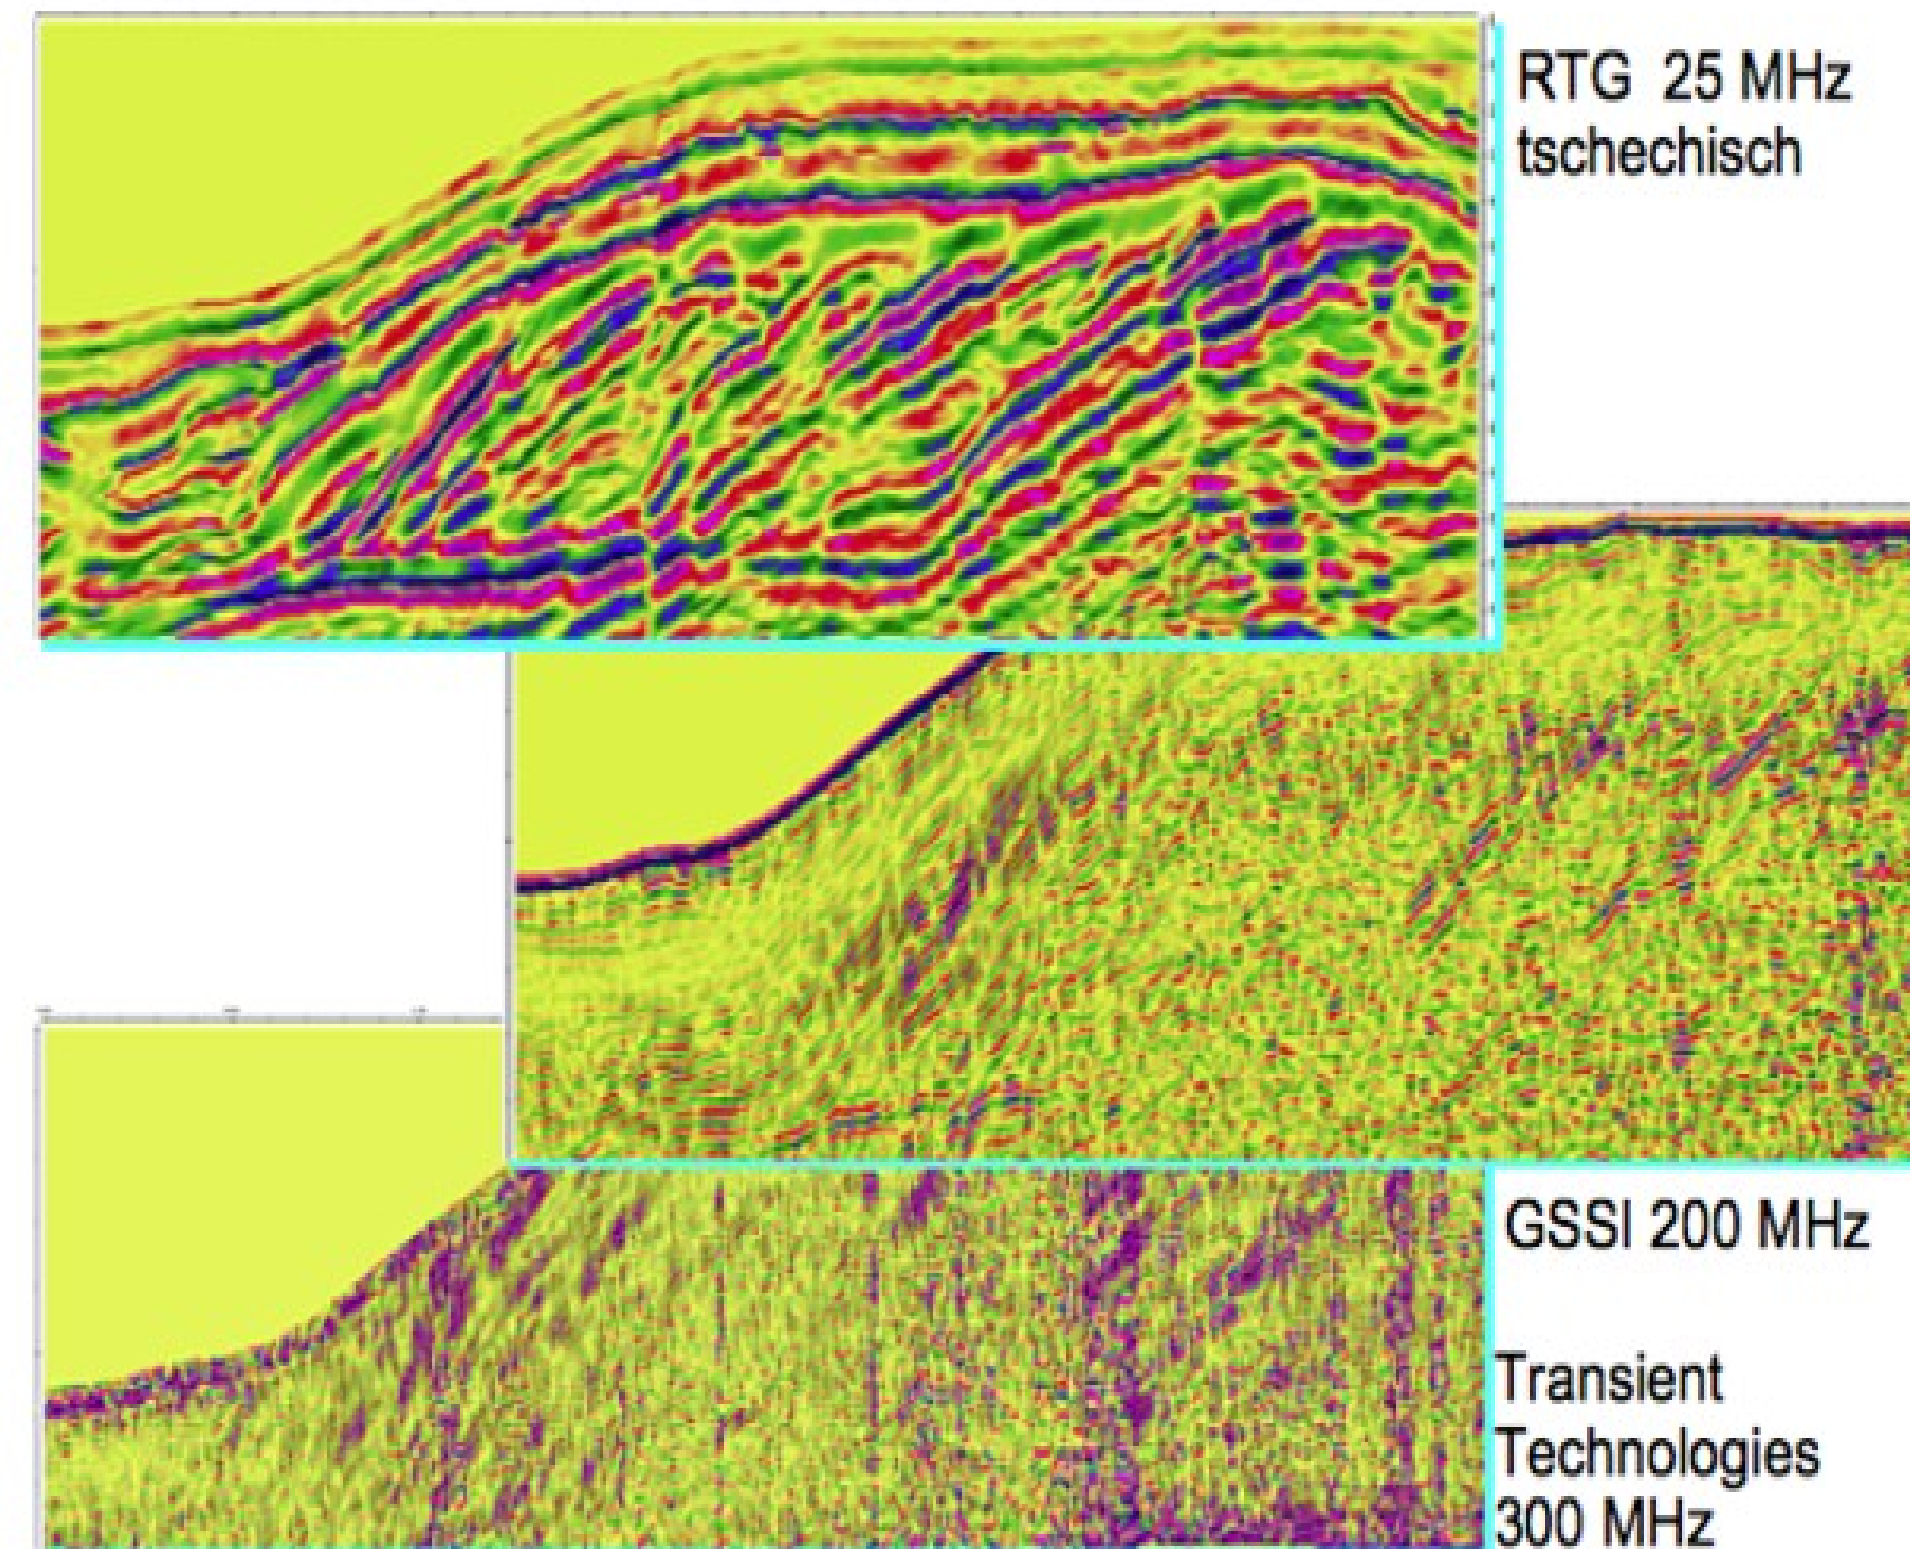 RTG 25 MHz
tschechisch
GSSI 200 MHz
Transient
Technologies
300 MHz